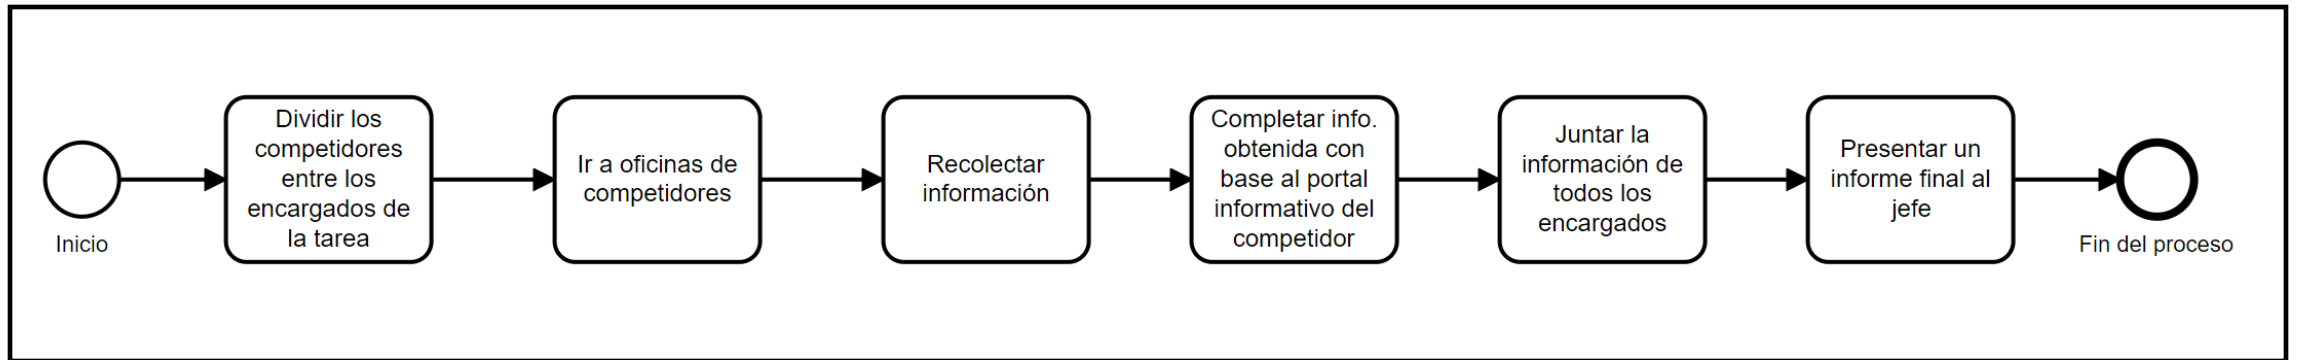 Inicio
Dividir los
competidores
entre los
encargados de
la tarea
Ir a oficinas de
competidores
Recolectar
información
Completar info.
obtenida con
base al portal
informativo del
competidor
Juntar la
información de
todos los
encargados
Presentar un
informe final al
jefe
Fin del proceso